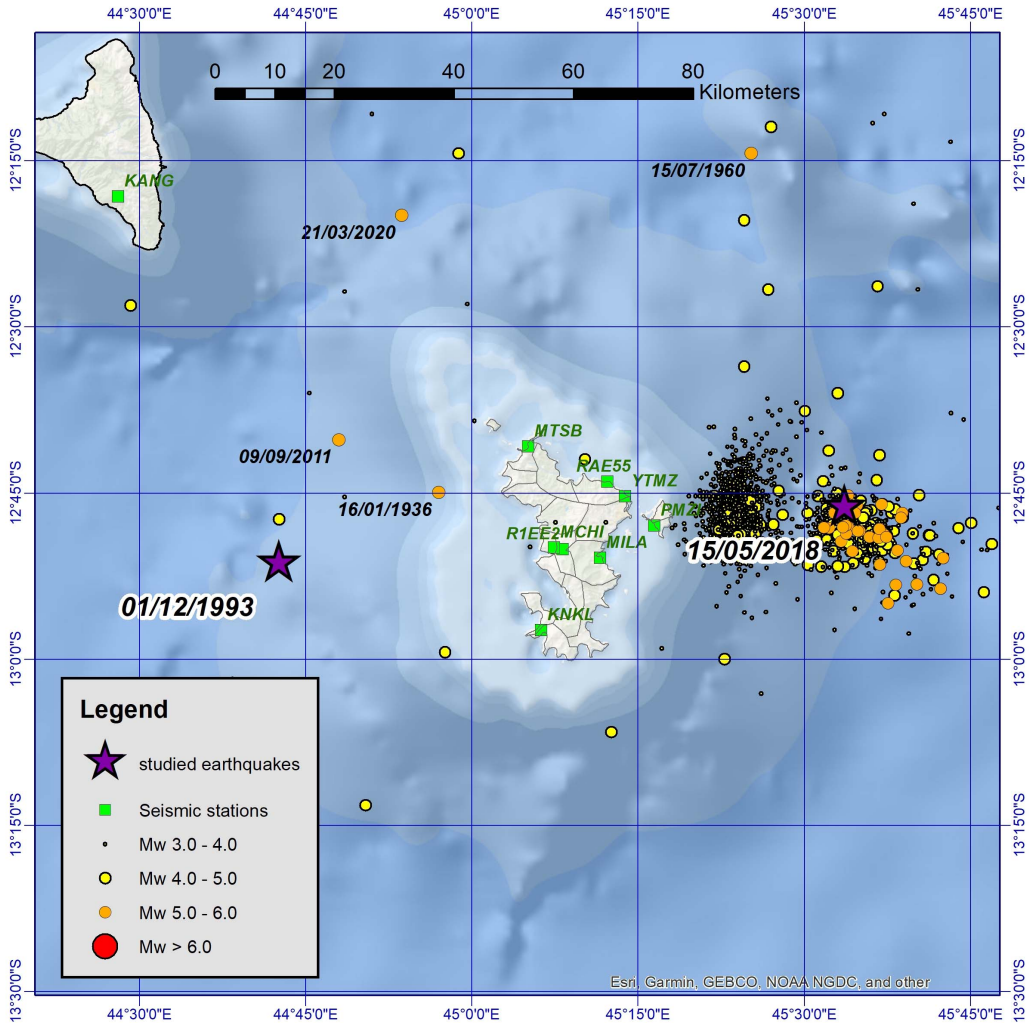 44°30'0"E 44°45'0"E 45°0'0"E 45°15'0"E 45°30'0"E 45°45'0"E
0 10 20 40 60 80
Kilometers
12°15'0"S 12°15'0"S
15/07/1960
KANG
21/03/2020
12°30'0"S 12°30'0"S
MTSB
09/09/2011
RAE55
YTMZ
12°45'0"S 12°45'0"S
16/01/1936
R1EE2
MCHI
MILA
15/05/2018
01/12/1993
KNKL
13°0'0"S 13°0'0"S
Legend
studied earthquakes
Seismic stations
13°15'0"S 13°15'0"S
Mw 3.0 - 4.0
Mw 4.0 - 5.0
Mw 5.0 - 6.0
Mw > 6.0
Esri, Garmin, GEBCO, NOAA NGDC, and other
13°30'0"S 13°30'0"S
44°30'0"E 44°45'0"E 45°0'0"E 45°15'0"E 45°30'0"E 45°45'0"E